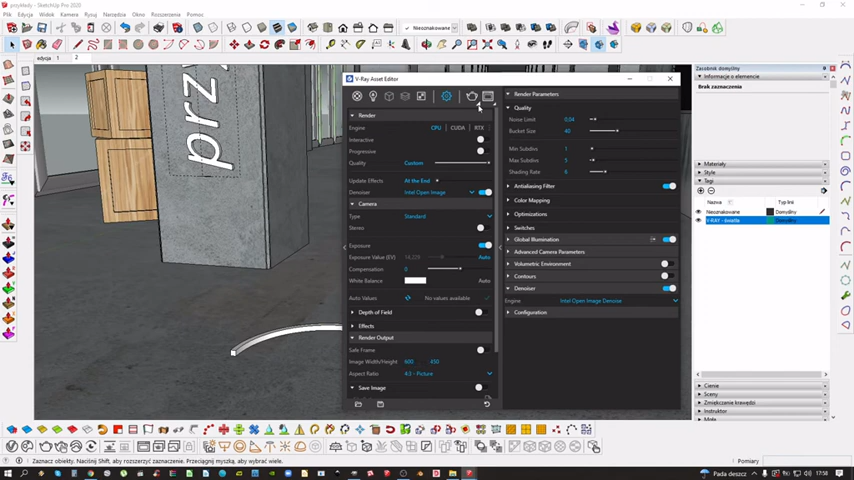 przykłady - SketchUp Pro 2020
Plik Edycja Widok Kamera Rysuj Narzędzia Okno Rozszerzenia Pomoc
Nieoznakowane
edycja 1
2
przy
V-Ray Asset Editor
Render
Engine CPU CUDA RTX
Interactive
Progressive
Quality Custom
Update Effects At the End
Denoiser Intel Open Image
Camera
Type Standard
Stereo
Exposure
Exposure Value (EV) 14,229 Auto
Compensation 0
White Balance Auto
Auto Values No values available
Depth of Field
Effects
Render Output
Safe Frame
Image Width/Height 600 450
Aspect Ratio 4:3 - Picture
Save Image
Render Parameters
Quality
Noise Limit 0,04
Bucket Size 40
Min Subdivs 1
Max Subdivs 5
Shading Rate 6
Antialiasing Filter
Color Mapping
Optimizations
Switches
Global Illumination
Advanced Camera Parameters
Volumetric Environment
Contours
Denoiser
Engine Intel Open Image Denoise
Configuration
Zasobnik domyślny
Informacje o elemencie
Brak zaznaczenia
Materiały
Style
Tagi
Nazwa Typ linii
Nieoznakowane Domyślny
V-RAY - światła Domyślny
Cienie
Sceny
Zmiękczenie krawędzi
Instruktor
Zaznacz obiekty. Naciśnij Shift, aby rozszerzyć zaznaczenie. Przeciągnij myszkę, aby wybrać wiele.
Pomiary
Pada deszcz
17:58